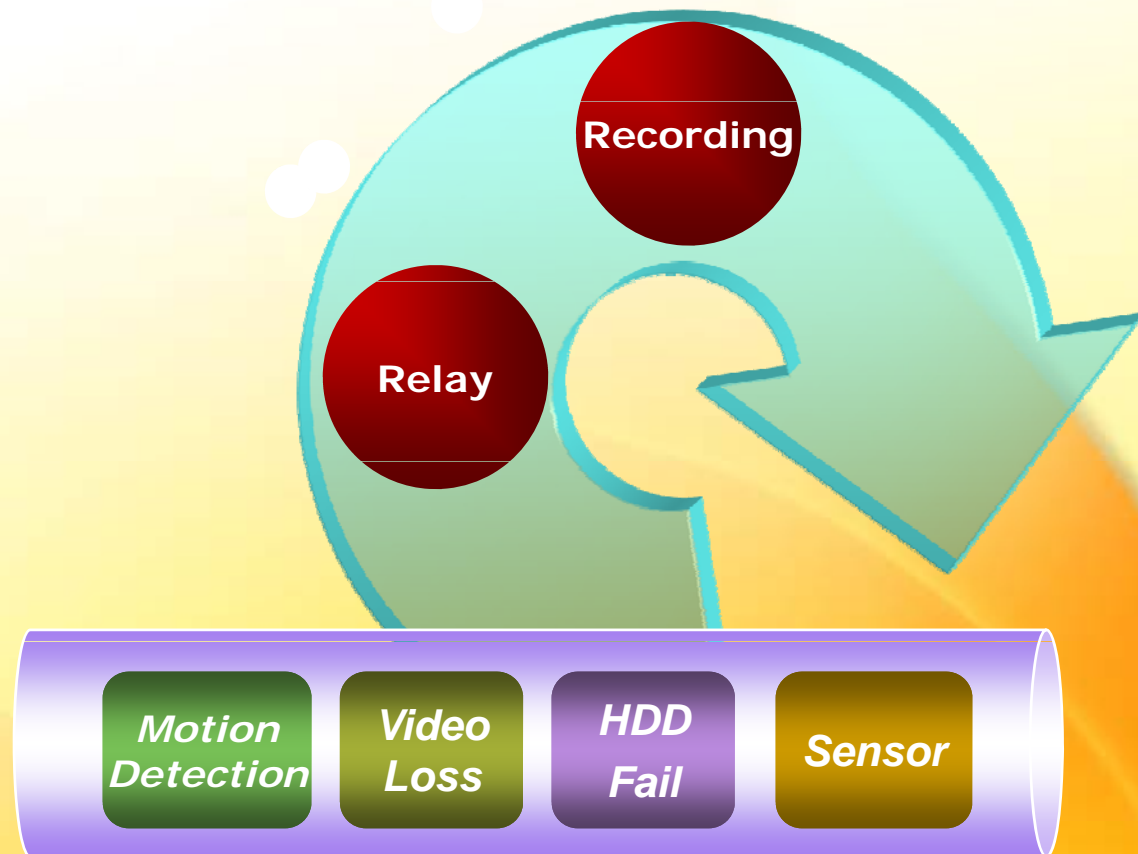 Recording
Relay
Motion
Detection
Video
Loss
HDD
Fail
Sensor